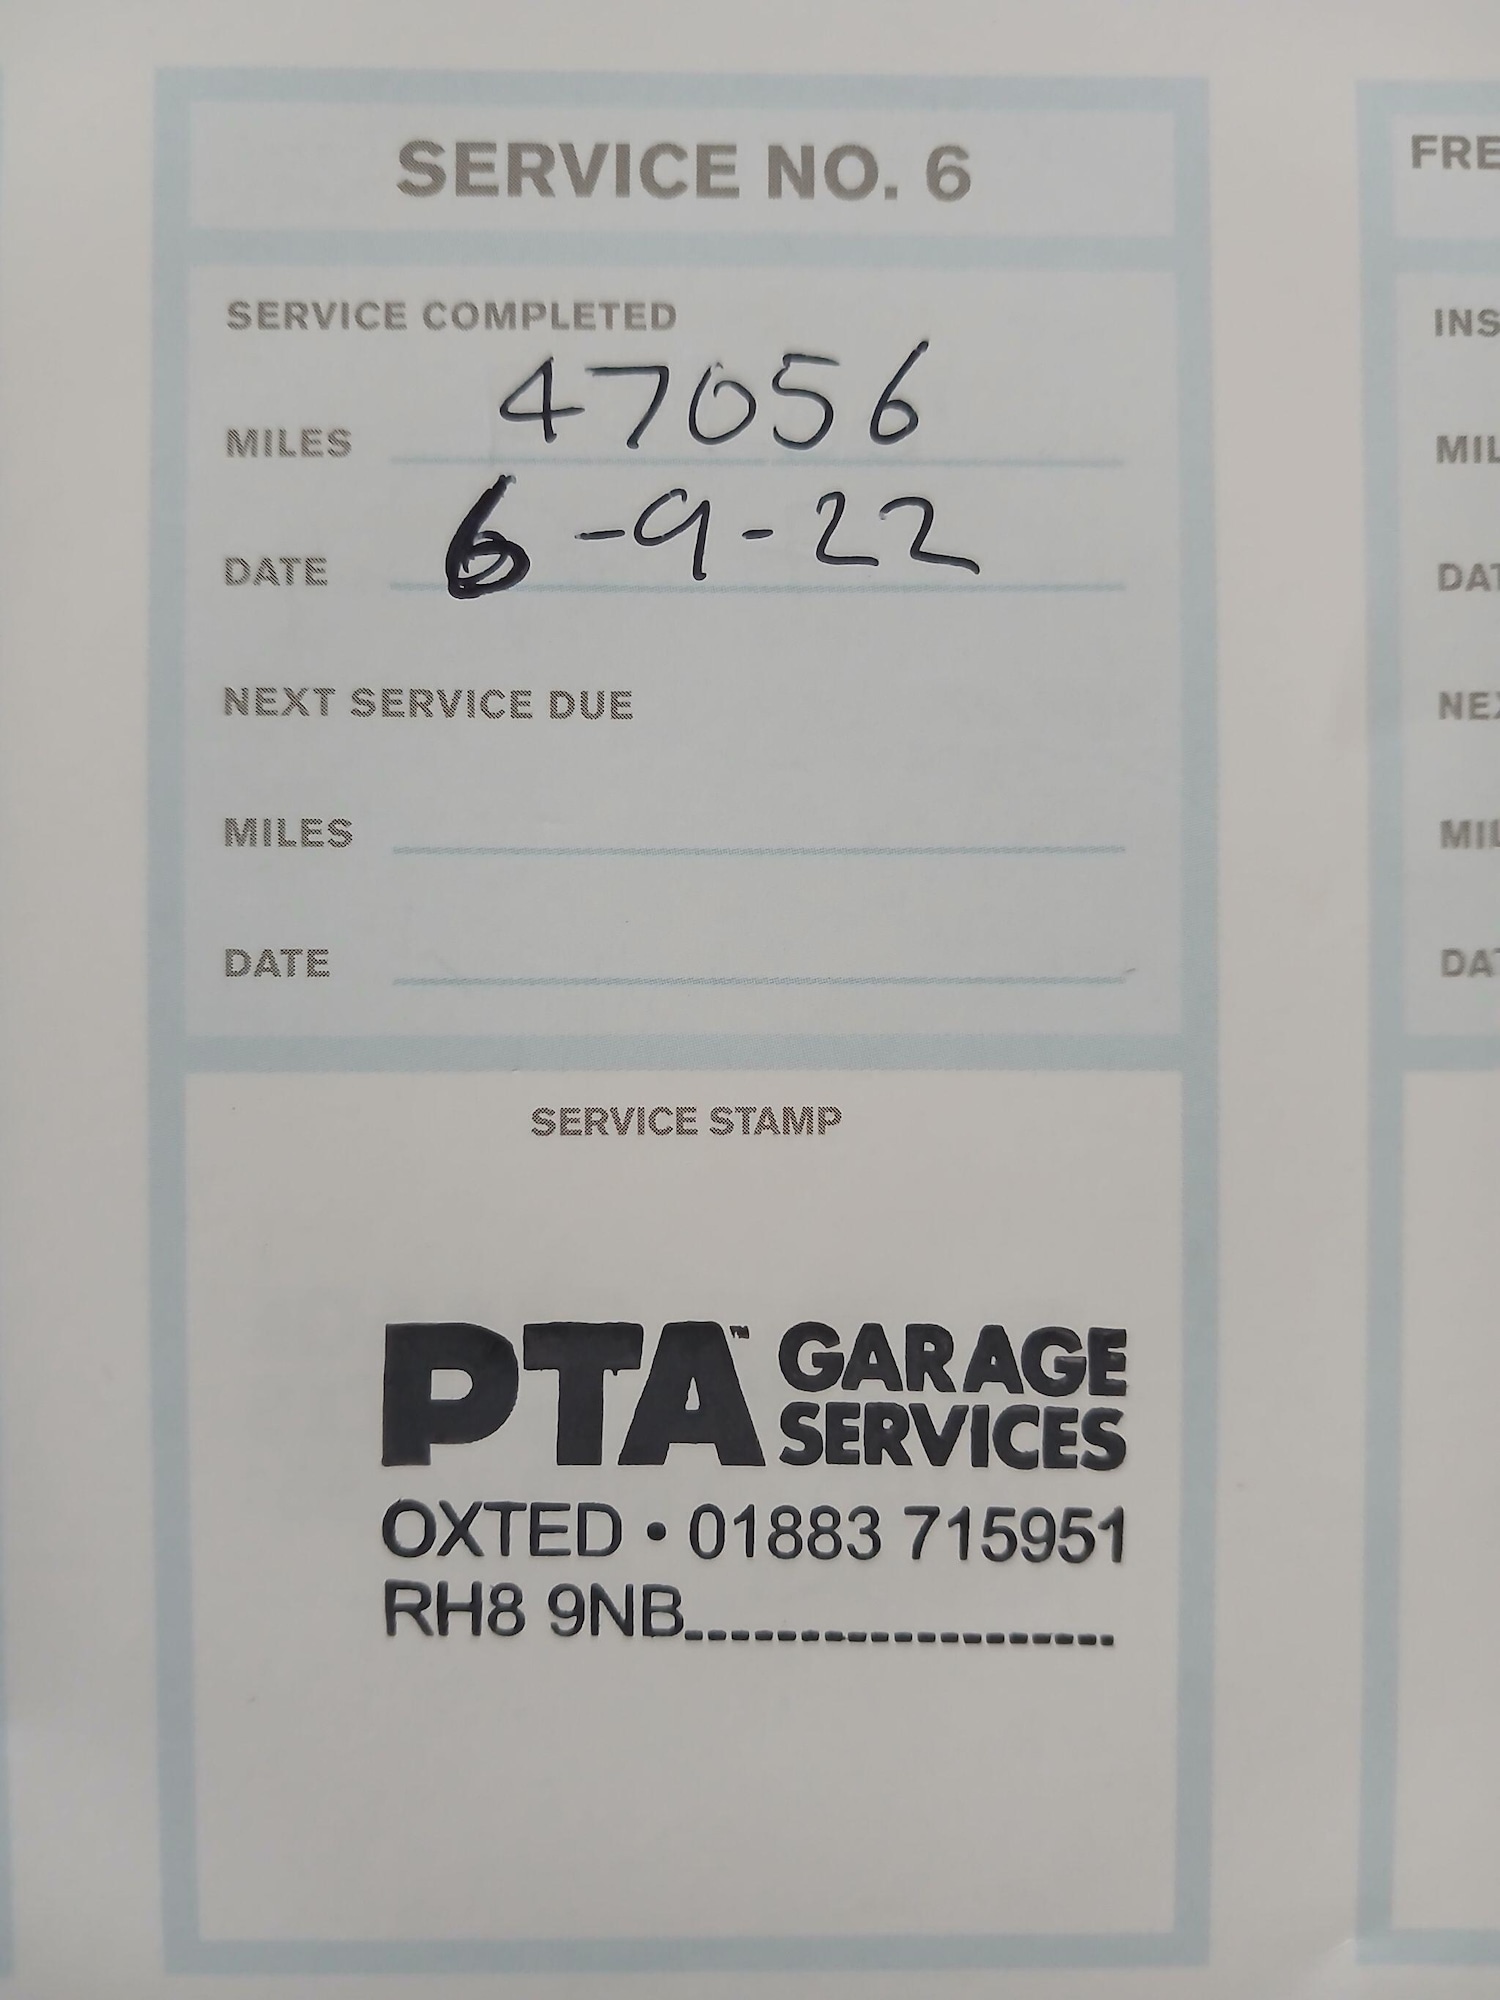 SERVICE NO. 6
SERVICE COMPLETED
MILES 47056
DATE 6-9-22
NEXT SERVICE DUE
MILES
DATE
SERVICE STAMP
PTA™ GARAGE
SERVICES
OXTED • 01883 715951
RH8 9NB
FRE
INS
MIL
DAT
NEX
MIL
DAT